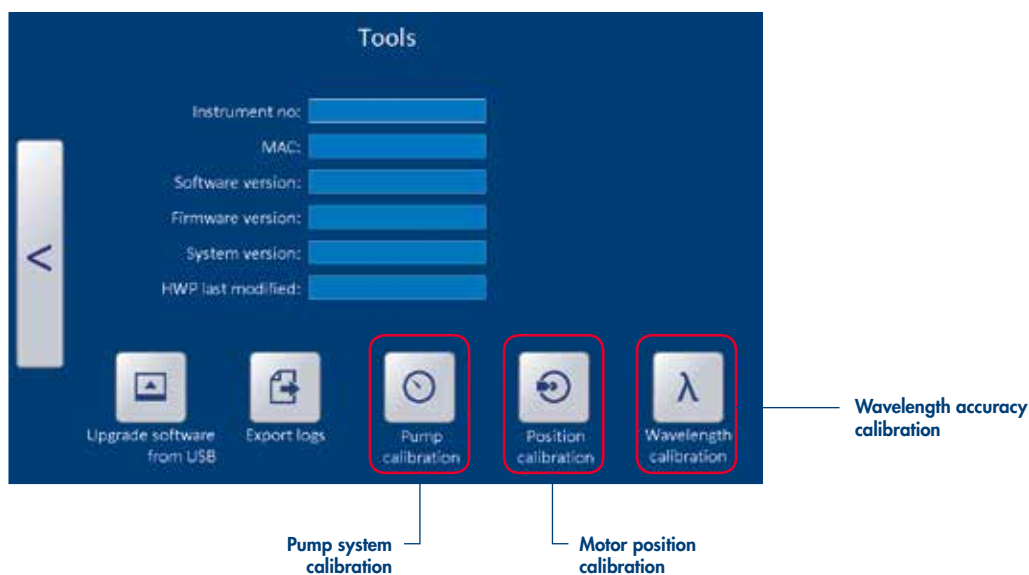 Tools
Instrument no:
MAC:
Software version:
Firmware version:
System version:
HWP last modified:
<
λ
Upgrade software
from USB
Export logs
Pump
calibration
Position
calibration
Wavelength
calibration
Wavelength accuracy
calibration
Pump system
calibration
Motor position
calibration